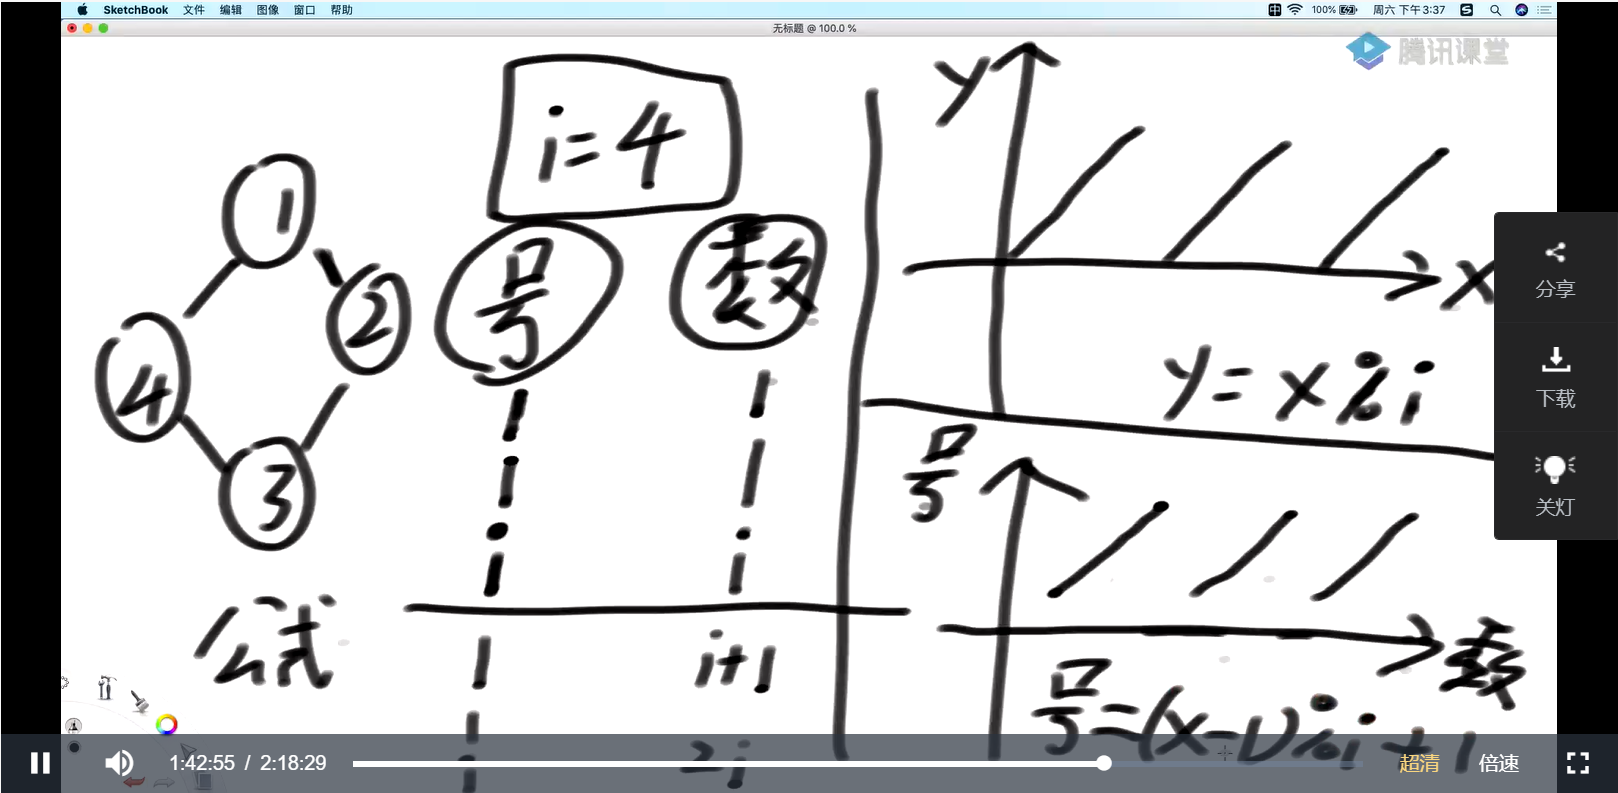 SketchBook 文件 编辑 图像 窗口 帮助
100% 周六 下午3:37
无标题 @ 100.0 %
腾讯课堂
i=4
1
2
3
4
号 数
1 1
i i
1 i+1
1 2i
公式
y
x
y = x % i
号
数
号 = (x-1) % i + 1
分享
下载
关灯
1:42:55 / 2:18:29
超清 倍速